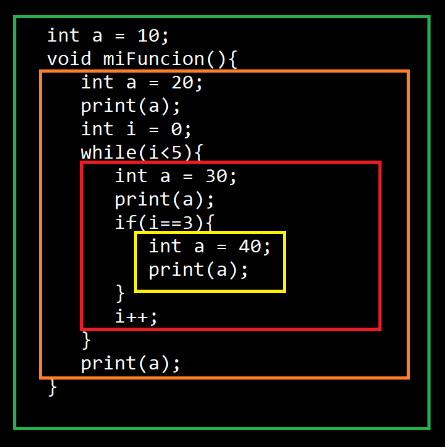 int a = 10;
void miFuncion(){
int a = 20;
print(a);
int i = 0;
while(i<5){
int a = 30;
print(a);
if(i==3){
int a = 40;
print(a);
}
i++;
}
print(a);
}